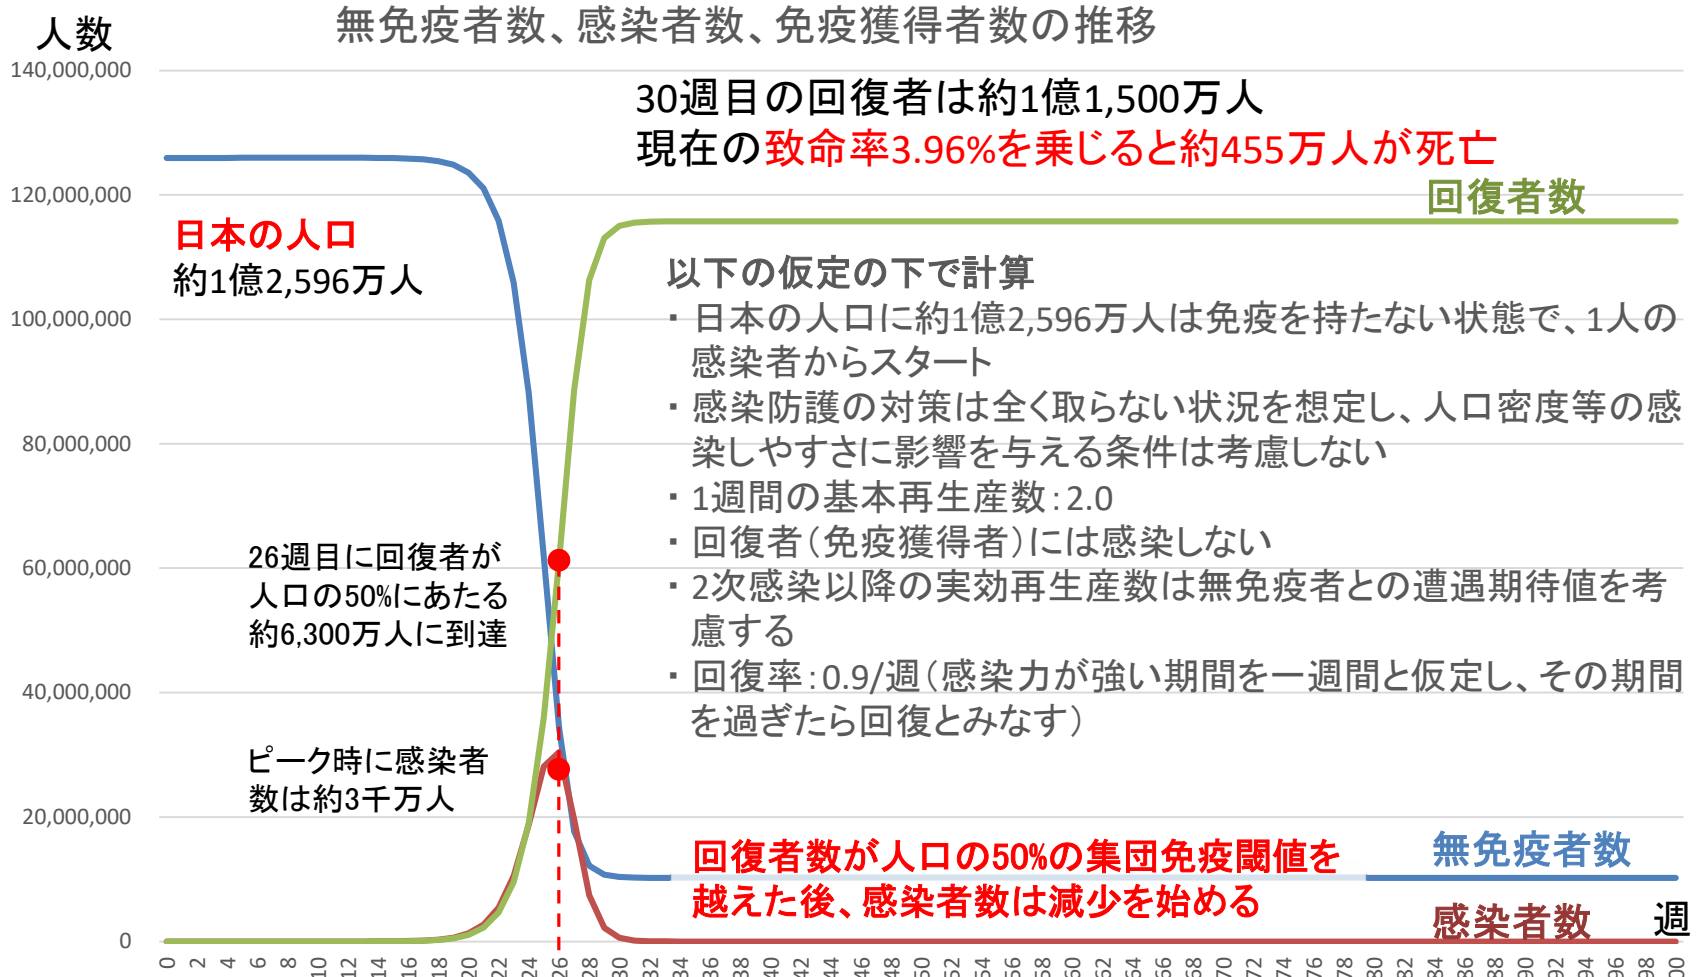 無免疫者数、感染者数、免疫獲得者数の推移
人数
140,000,000
120,000,000
100,000,000
80,000,000
60,000,000
40,000,000
20,000,000
0
30週目の回復者は約1億1,500万人
現在の致命率3.96%を乗じると約455万人が死亡
回復者数
日本の人口
約1億2,596万人
以下の仮定の下で計算
・日本の人口に約1億2,596万人は免疫を持たない状態で、1人の
感染者からスタート
・感染防護の対策は全く取らない状況を想定し、人口密度等の感
染しやすさに影響を与える条件は考慮しない
・1週間の基本再生産数：2.0
・回復者（免疫獲得者）には感染しない
・2次感染以降の実効再生産数は無免疫者との遭遇期待値を考
慮する
・回復率：0.9/週（感染力が強い期間を一週間と仮定し、その期間
を過ぎたら回復とみなす）
26週目に回復者が
人口の50%にあたる
約6,300万人に到達
ピーク時に感染者
数は約3千万人
回復者数が人口の50%の集団免疫閾値を
越えた後、感染者数は減少を始める
無免疫者数
感染者数
週
0 2 4 6 8 10 12 14 16 18 20 22 24 26 28 30 32 34 36 38 40 42 44 46 48 50 52 54 56 58 60 62 64 66 68 70 72 74 76 78 80 82 84 86 88 90 92 94 96 98 00